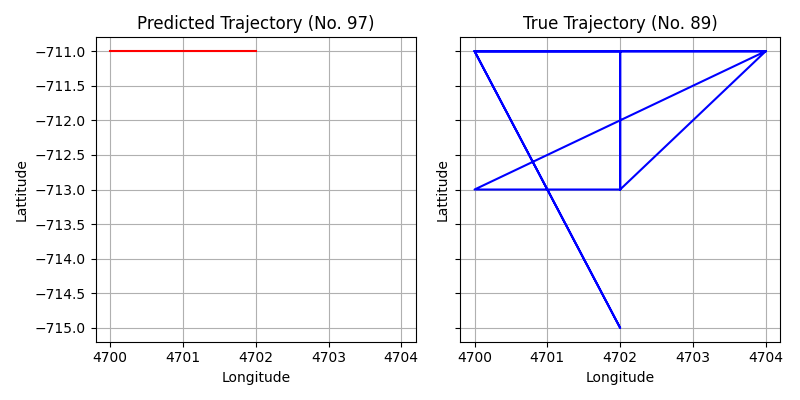 Predicted Trajectory (No. 97)
−711.0
−711.5
−712.0
−712.5
−713.0
−713.5
−714.0
−714.5
−715.0
Lattitude
4700 4701 4702 4703 4704
Longitude
True Trajectory (No. 89)
Lattitude
4700 4701 4702 4703 4704
Longitude